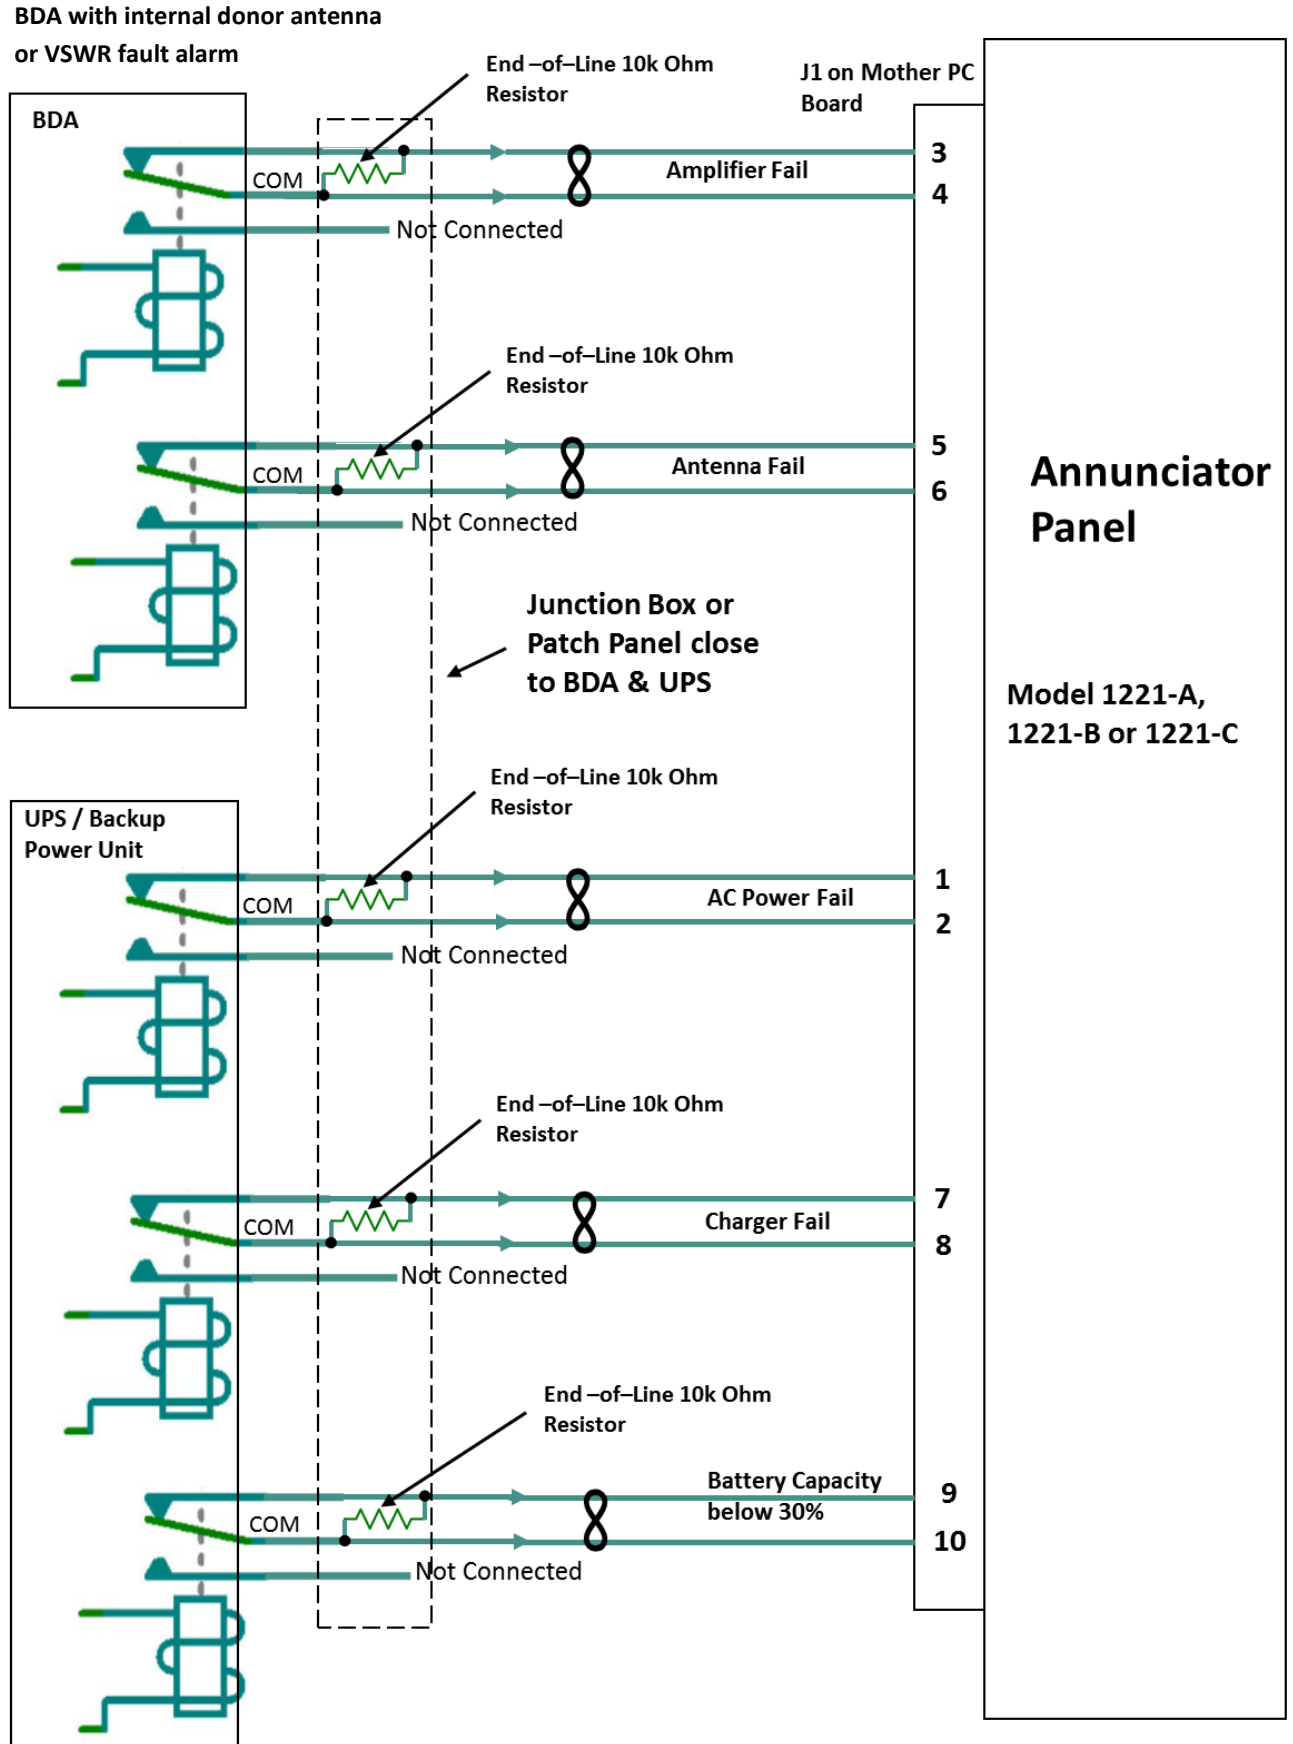 BDA with internal donor antenna
or VSWR fault alarm
End –of–Line 10k Ohm
Resistor
J1 on Mother PC
Board
BDA
COM
Amplifier Fail
3
4
Not Connected
End –of–Line 10k Ohm
Resistor
COM
Antenna Fail
5
6
Not Connected
Annunciator
Panel
Junction Box or
Patch Panel close
to BDA & UPS
Model 1221-A,
1221-B or 1221-C
End –of–Line 10k Ohm
Resistor
UPS / Backup
Power Unit
COM
AC Power Fail
1
2
Not Connected
End –of–Line 10k Ohm
Resistor
COM
Charger Fail
7
8
Not Connected
End –of–Line 10k Ohm
Resistor
COM
Battery Capacity
below 30%
9
10
Not Connected